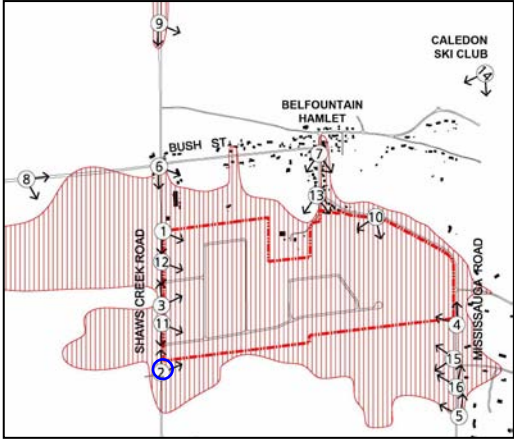 9
CALEDON
SKI CLUB
14
BELFOUNTAIN
HAMLET
BUSH ST
7
6
8
13
10
1
12
SHAWS CREEK ROAD
MISSISSAUGA ROAD
3
11
4
2
15
16
5